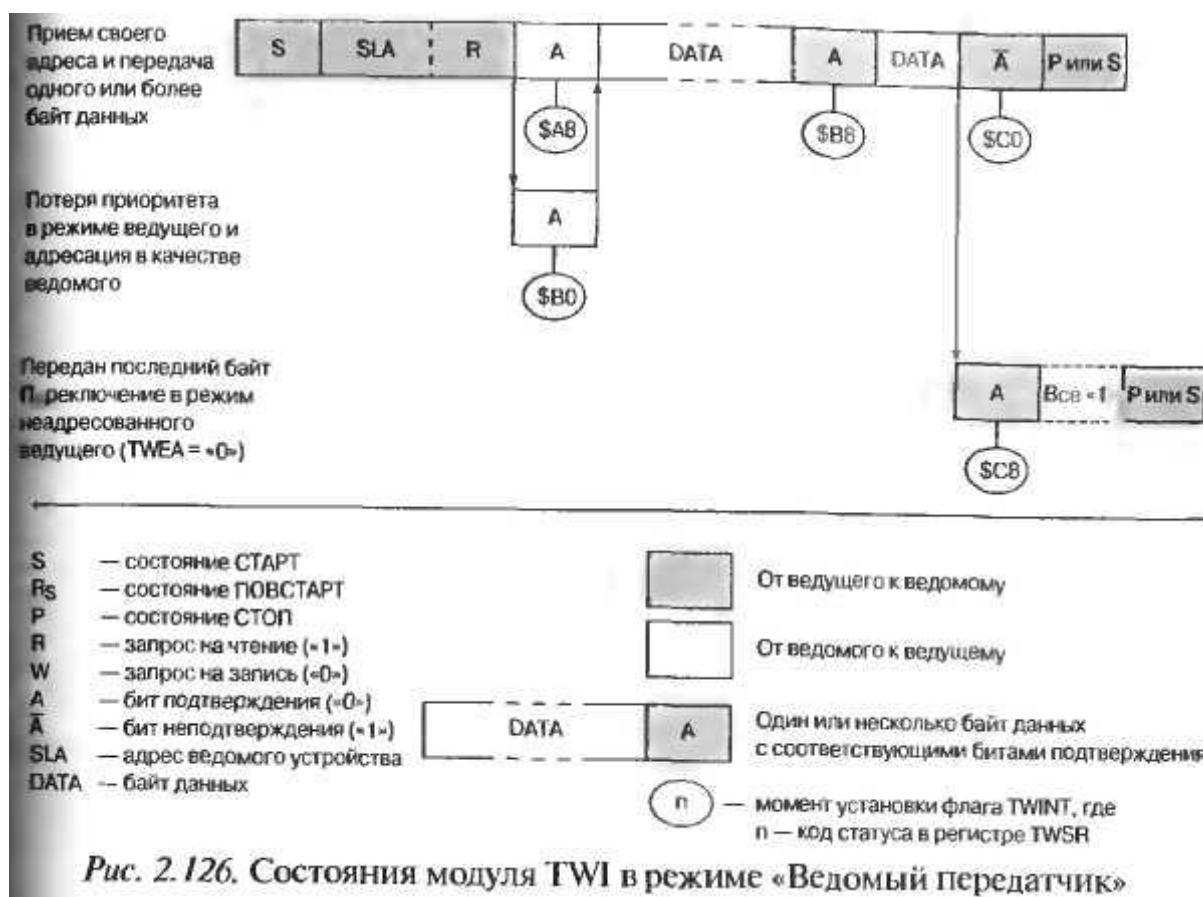 Прием своего
адреса и передача
одного или более
байт данных
S SLA R A DATA A DATA A̅ P или S
$A8 $B8 $C0
Потеря приоритета
в режиме ведущего и
адресация в качестве
ведомого
A
$B0
Передан последний байт
неадресованного
ведущего (TWEA = «0»)
A Все «1» P или S
$C8
S — состояние СТАРТ
RS — состояние ПОВСТАРТ
P — состояние СТОП
R — запрос на чтение («1»)
W — запрос на запись («0»)
A — бит подтверждения («0»)
A̅ — бит неподтверждения («1»)
SLA — адрес ведомого устройства
DATA — байт данных
От ведущего к ведомому
От ведомого к ведущему
DATA A
Один или несколько байт данных
с соответствующими битами подтверждения
n — момент установки флага TWINT, где
n — код статуса в регистре TWSR
Рис. 2.126. Состояния модуля TWI в режиме «Ведомый передатчик»